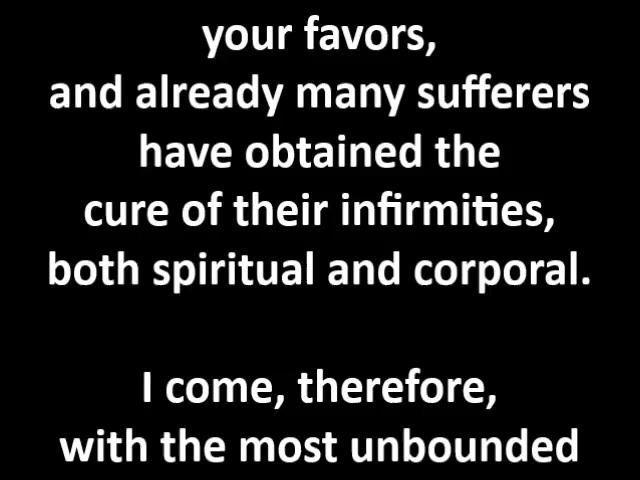 your favors,
and already many sufferers
have obtained the
cure of their infirmities,
both spiritual and corporal.
I come, therefore,
with the most unbounded